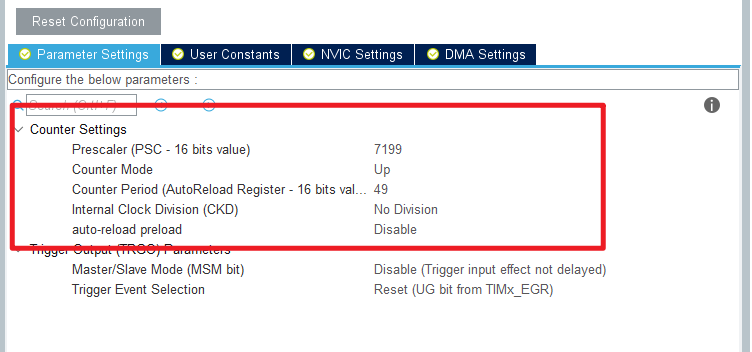 Reset Configuration
Parameter Settings User Constants NVIC Settings DMA Settings
Configure the below parameters :
Search (Ctrl+F)
Counter Settings
Prescaler (PSC - 16 bits value) 7199
Counter Mode Up
Counter Period (AutoReload Register - 16 bits val... 49
Internal Clock Division (CKD) No Division
auto-reload preload Disable
Trigger Output (TRGO) Parameters
Master/Slave Mode (MSM bit) Disable (Trigger input effect not delayed)
Trigger Event Selection Reset (UG bit from TIMx_EGR)